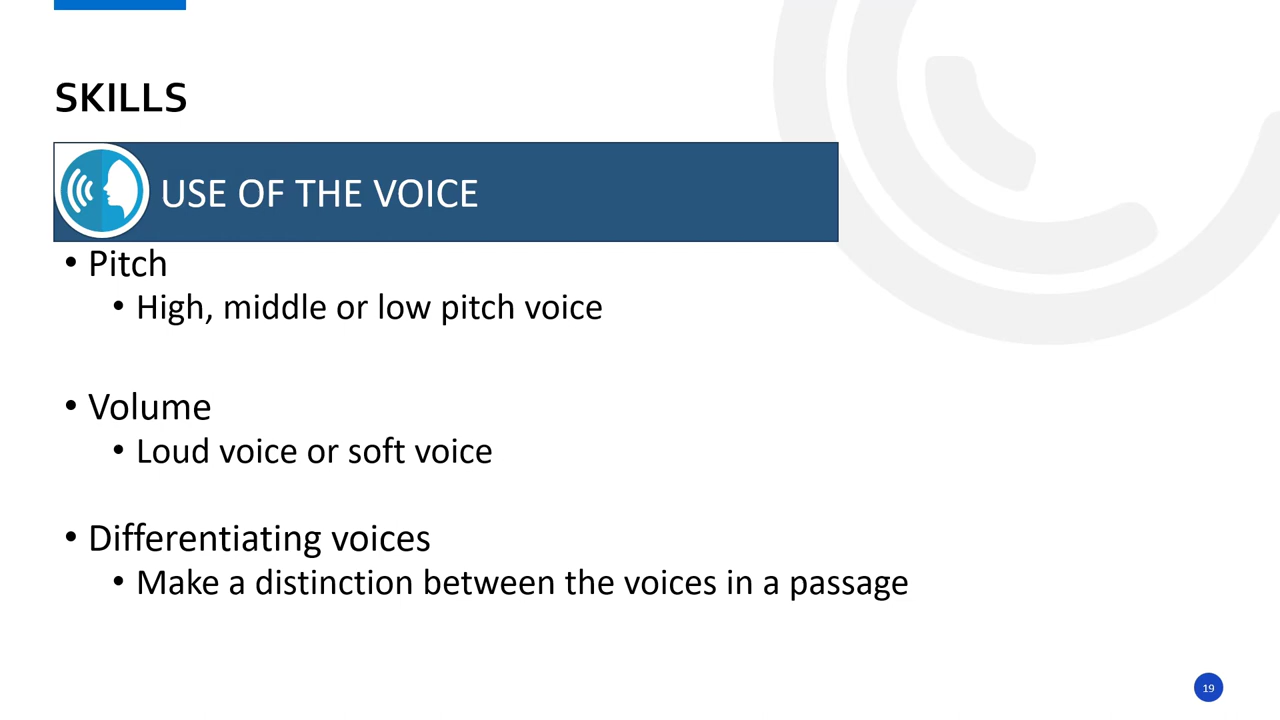 SKILLS
USE OF THE VOICE
• Pitch
• High, middle or low pitch voice
• Volume
• Loud voice or soft voice
• Differentiating voices
• Make a distinction between the voices in a passage
19